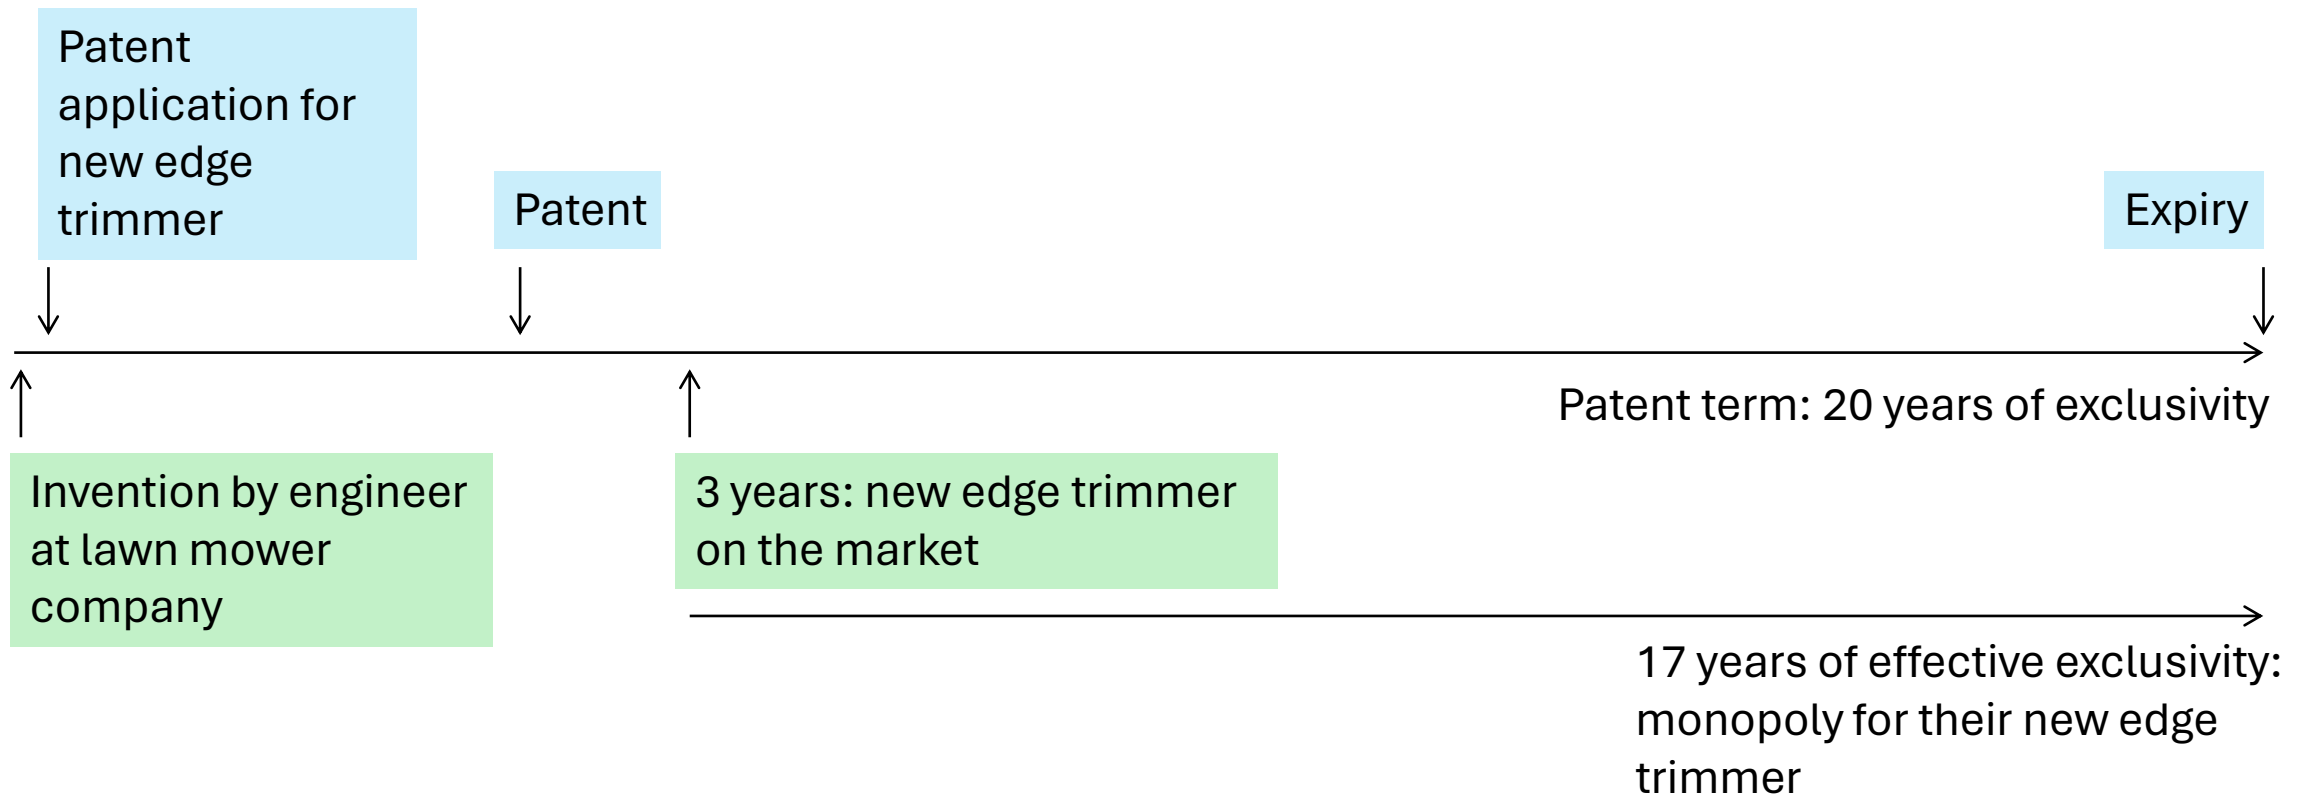 Patent
application for
new edge
trimmer
Patent
Expiry
Patent term: 20 years of exclusivity
Invention by engineer
at lawn mower
company
3 years: new edge trimmer
on the market
17 years of effective exclusivity:
monopoly for their new edge
trimmer